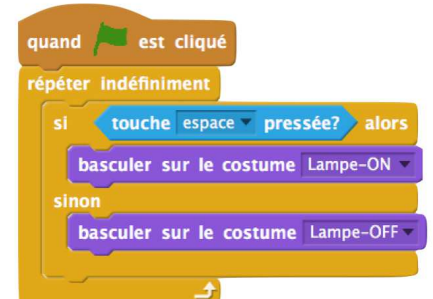 quand est cliqué
répéter indéfiniment
si touche espace pressée? alors
basculer sur le costume Lampe-ON
sinon
basculer sur le costume Lampe-OFF